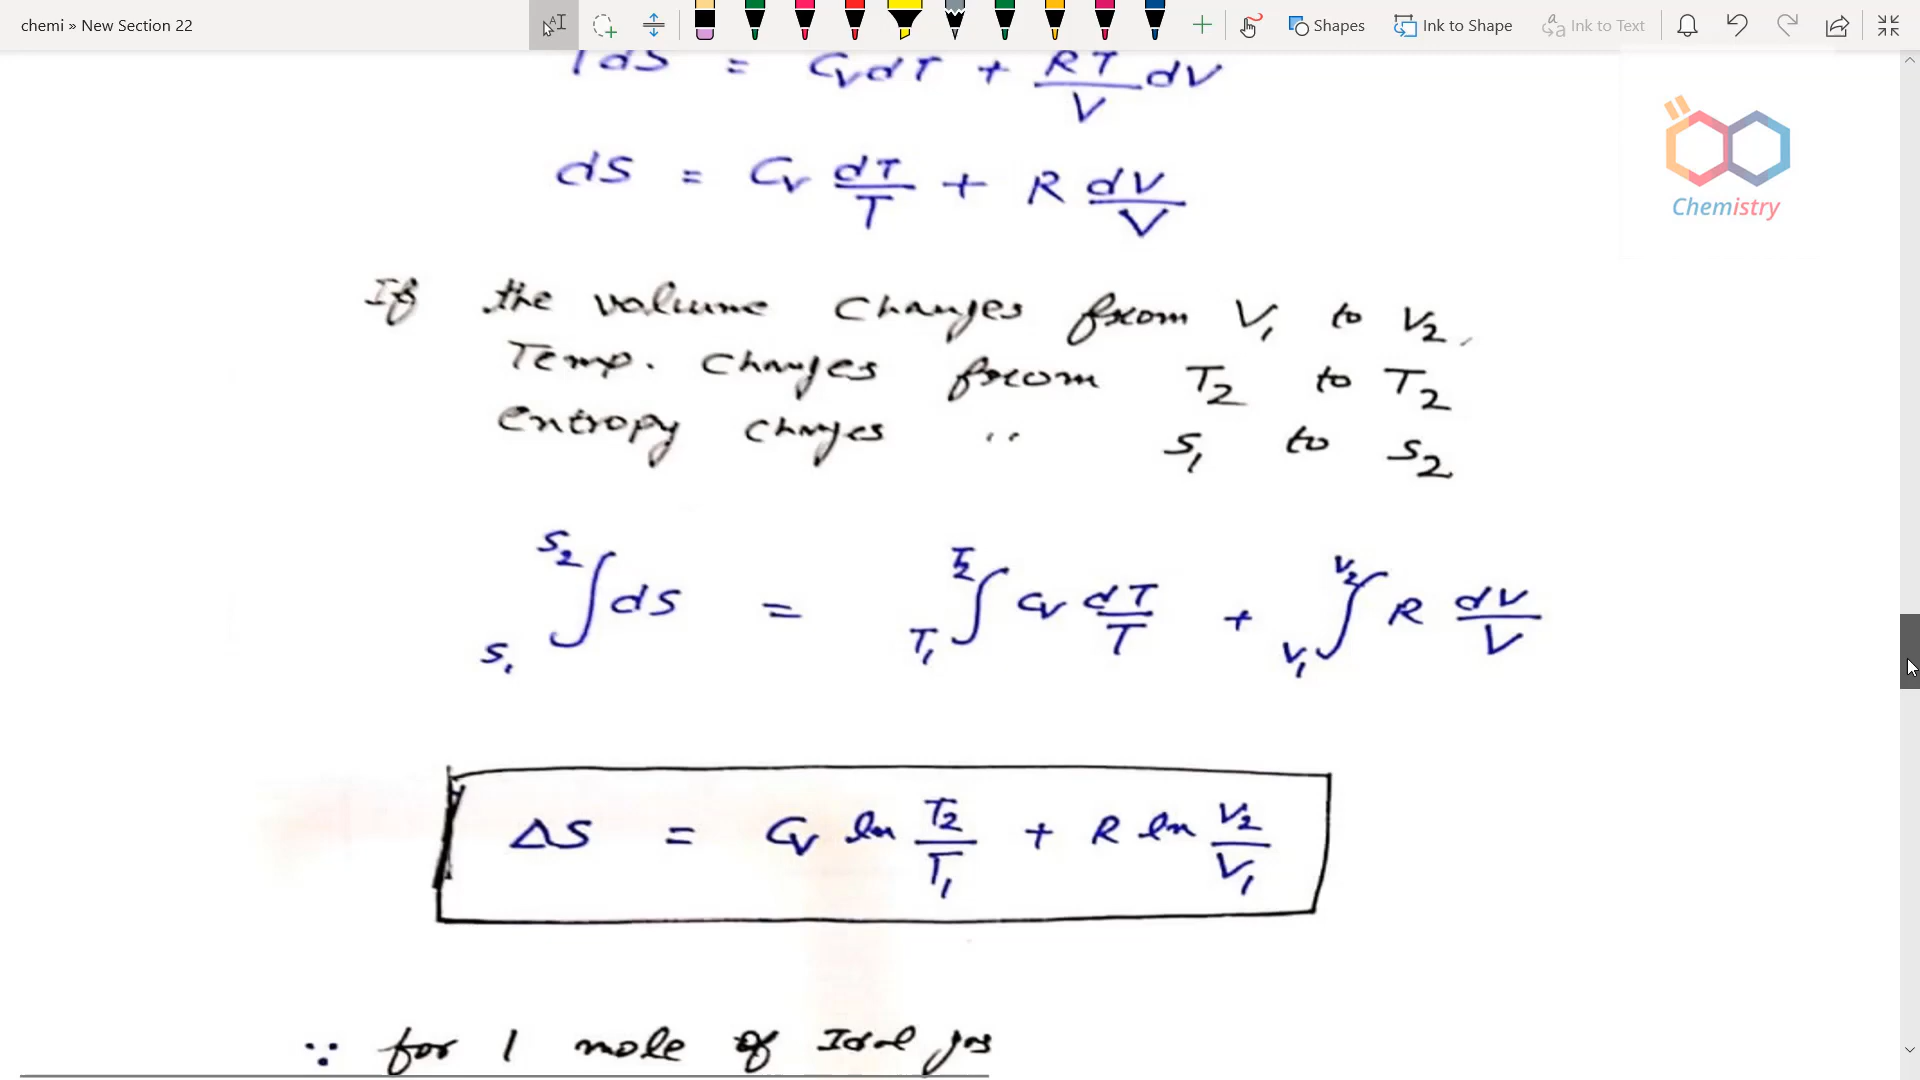 chemi » New Section 22
Shapes
Ink to Shape
Ink to Text
TdS = CvdT + RT/V dV
dS = Cv dT/T + R dV/V
Chemistry
If the volume Changes from V₁ to V₂,
Temp. Changes from T₂ to T₂
Entropy changes " S₁ to S₂
S₁∫S₂ dS = T₁∫T₂ Cv dT/T + V₁∫V₂ R dV/V
ΔS = Cv ln T₂/T₁ + R ln V₂/V₁
∵ for 1 mole of Ideal gas